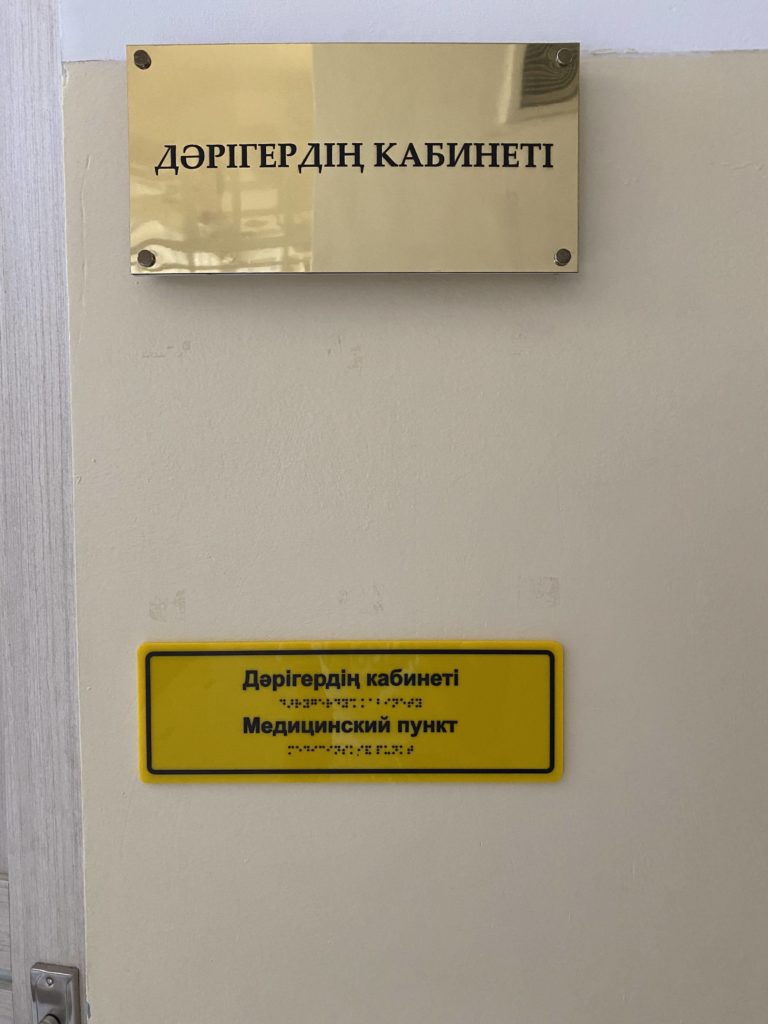 ДӘРІГЕРДІҢ КАБИНЕТІ
Дәрігердің кабинеті
Медицинский пункт